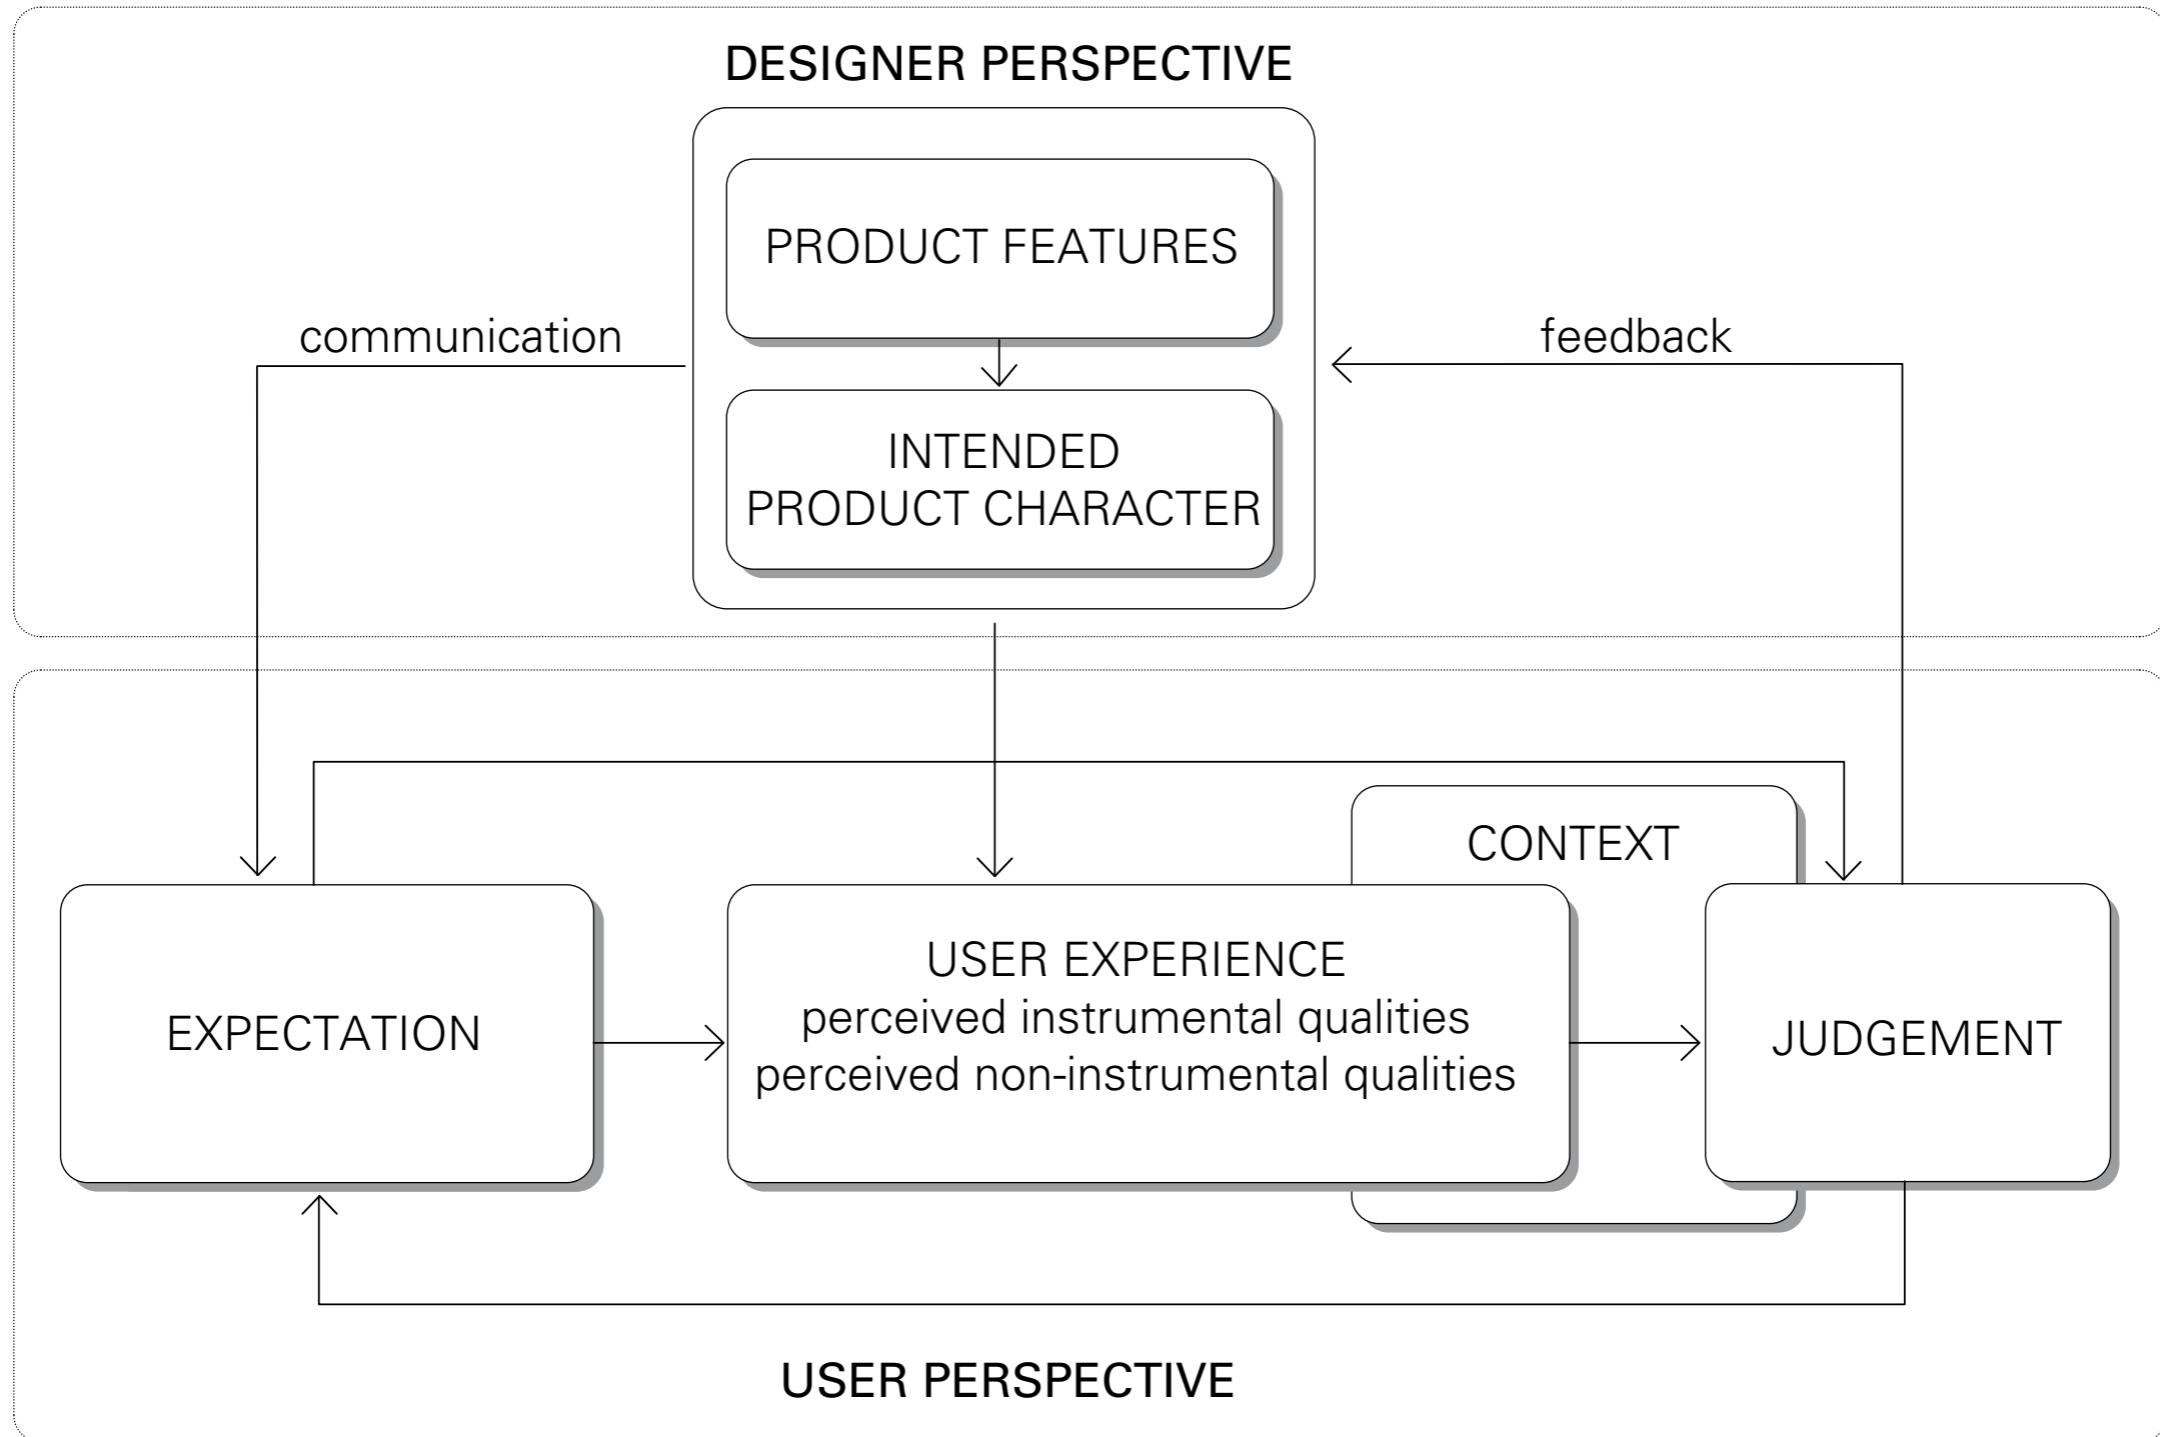 DESIGNER PERSPECTIVE
PRODUCT FEATURES
communication
feedback
INTENDED
PRODUCT CHARACTER
CONTEXT
EXPECTATION
USER EXPERIENCE
perceived instrumental qualities
perceived non-instrumental qualities
JUDGEMENT
USER PERSPECTIVE